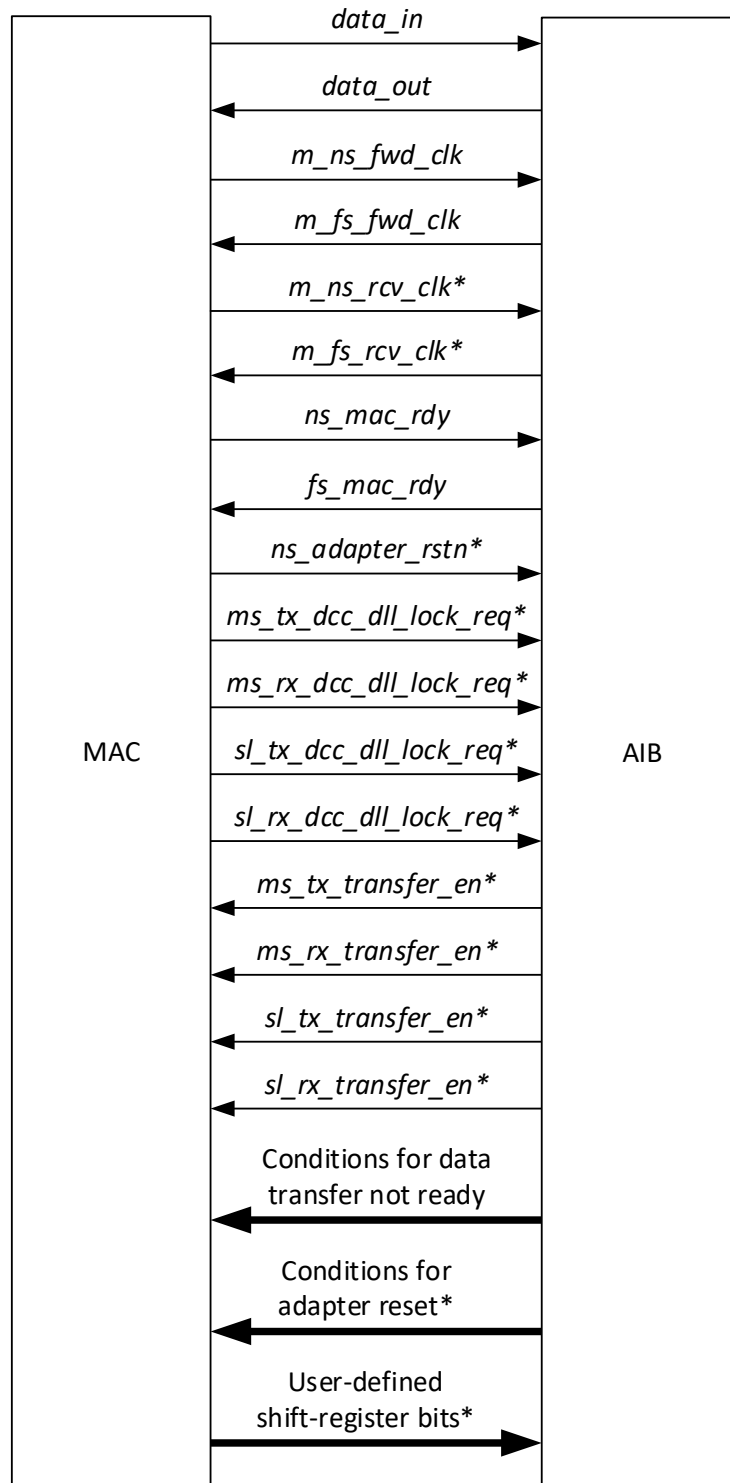 data_in
data_out
m_ns_fwd_clk
m_fs_fwd_clk
m_ns_rcv_clk*
m_fs_rcv_clk*
ns_mac_rdy
fs_mac_rdy
ns_adapter_rstn*
ms_tx_dcc_dll_lock_req*
ms_rx_dcc_dll_lock_req*
MAC
sl_tx_dcc_dll_lock_req*
AIB
sl_rx_dcc_dll_lock_req*
ms_tx_transfer_en*
ms_rx_transfer_en*
sl_tx_transfer_en*
sl_rx_transfer_en*
Conditions for data
transfer not ready
Conditions for
adapter reset*
User-defined
shift-register bits*